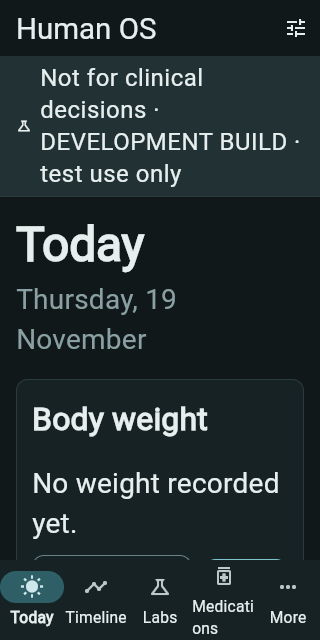 Human OS
Not for clinical
decisions ·
DEVELOPMENT BUILD ·
test use only
Today
Thursday, 19
November
Body weight
No weight recorded
yet.
Today
Timeline
Labs
Medicati
ons
More